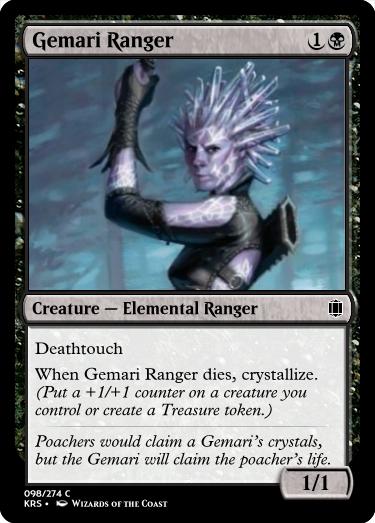 Gemari Ranger 1
Creature — Elemental Ranger
Deathtouch
When Gemari Ranger dies, crystallize.
(Put a +1/+1 counter on a creature you
control or create a Treasure token.)
Poachers would claim a Gemari's crystals,
but the Gemari will claim the poacher's life.
1/1
098/274 C
KRS • Wizards of the Coast